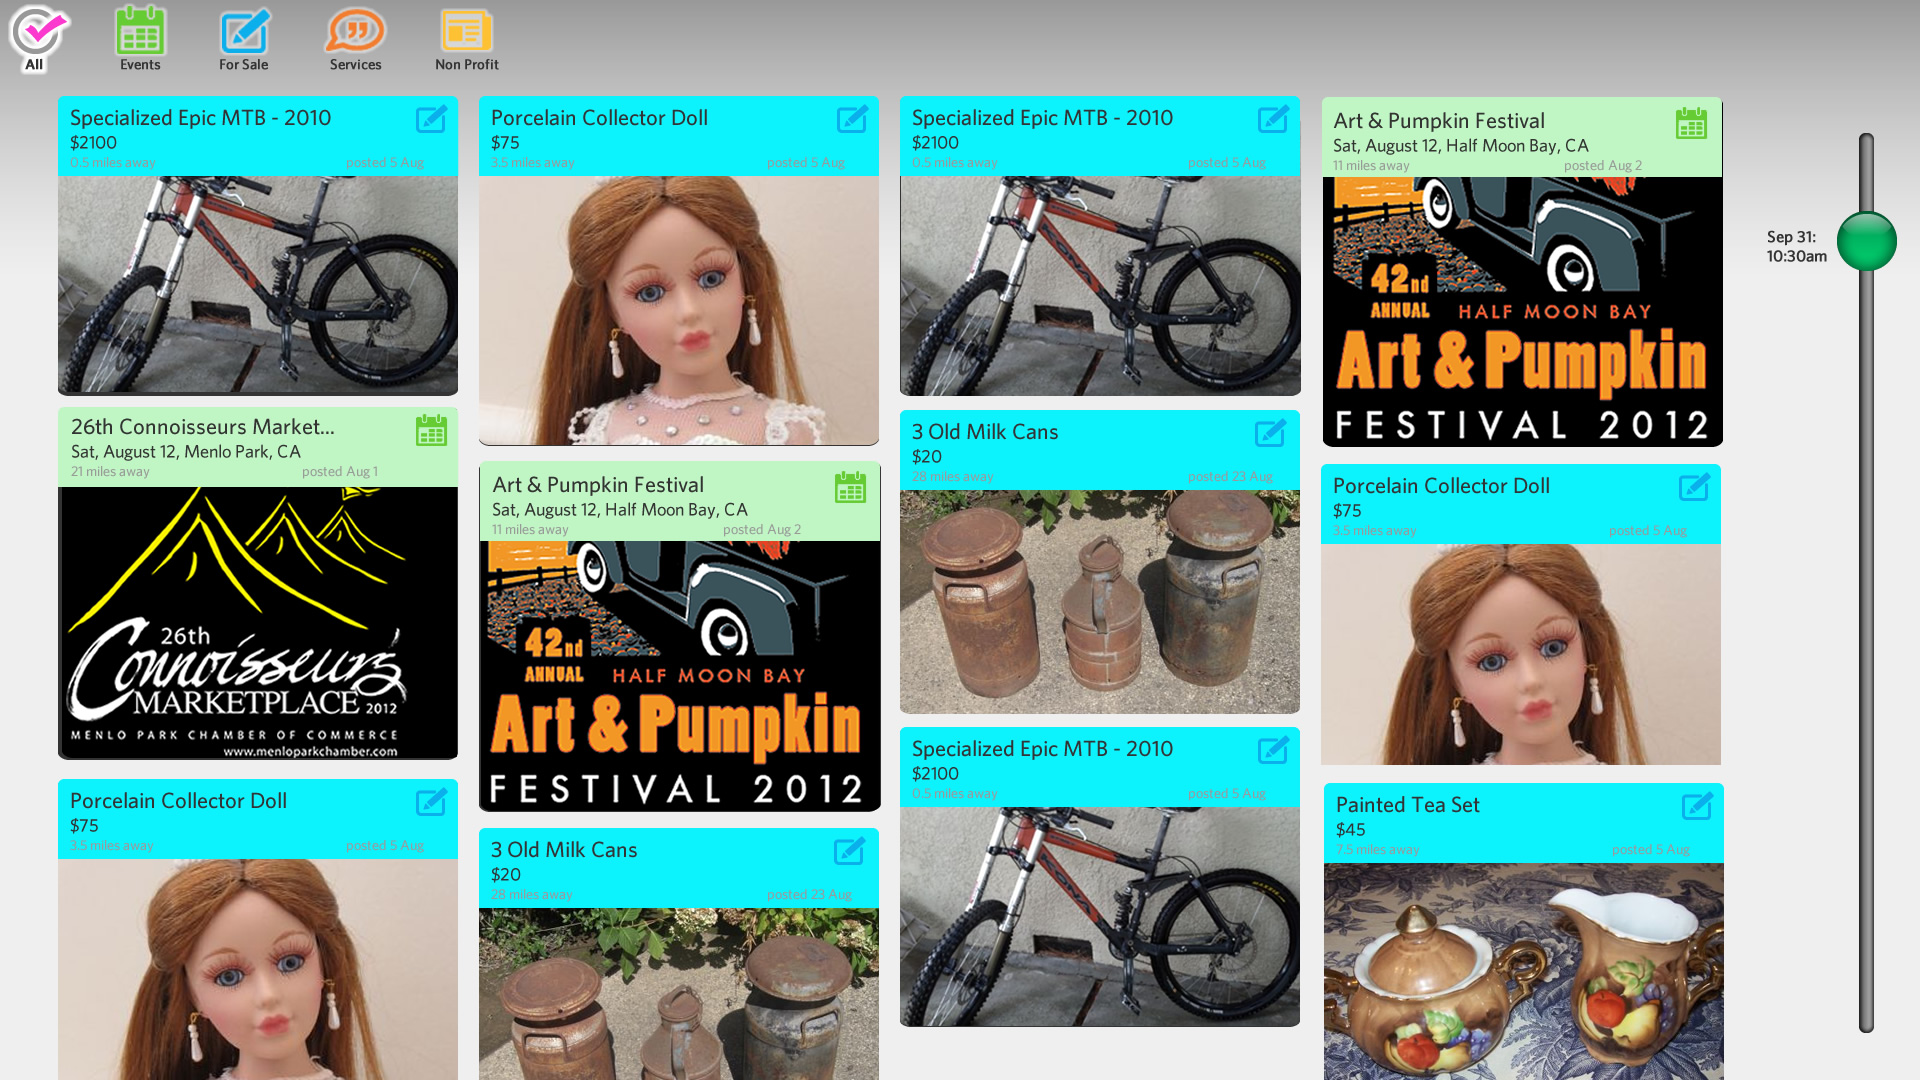 All
Events
For Sale
Services
Non Profit
Specialized Epic MTB - 2010
$2100
0.5 miles away posted 5 Aug
KONA
26th Connoisseurs Market...
Sat, August 12, Menlo Park, CA
21 miles away posted Aug 1
26th
Connoisseurs
MARKETPLACE 2012
MENLO PARK CHAMBER OF COMMERCE
www.menloparkchamber.com
Porcelain Collector Doll
$75
3.5 miles away posted 5 Aug
Porcelain Collector Doll
$75
3.5 miles away posted 5 Aug
Art & Pumpkin Festival
Sat, August 12, Half Moon Bay, CA
11 miles away posted Aug 2
42nd
ANNUAL HALF MOON BAY
Art & Pumpkin
FESTIVAL 2012
3 Old Milk Cans
$20
28 miles away posted 23 Aug
Specialized Epic MTB - 2010
$2100
0.5 miles away posted 5 Aug
KONA
3 Old Milk Cans
$20
28 miles away posted 23 Aug
Specialized Epic MTB - 2010
$2100
0.5 miles away posted 5 Aug
KONA
Art & Pumpkin Festival
Sat, August 12, Half Moon Bay, CA
11 miles away posted Aug 2
42nd
ANNUAL HALF MOON BAY
Art & Pumpkin
FESTIVAL 2012
Porcelain Collector Doll
$75
3.5 miles away posted 5 Aug
Painted Tea Set
$45
7.5 miles away posted 5 Aug
Sep 31:
10:30am